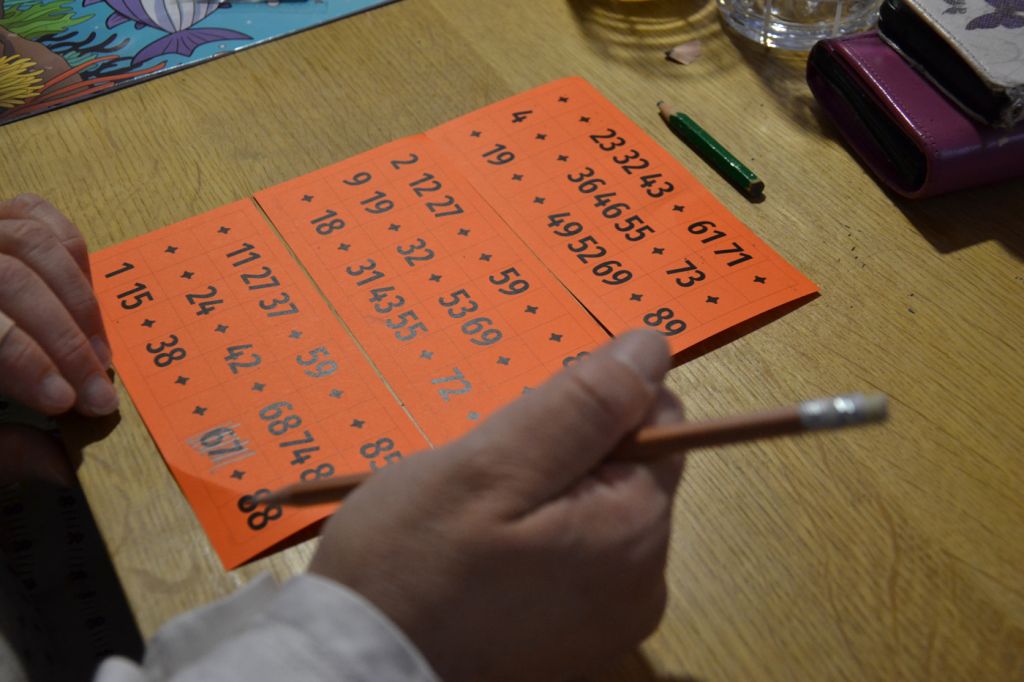 23 32 43 61 71
4 36 46 55 73
19 49 52 69 89
2 12 27 59
9 19 32 53 69
18 31 43 55 72
11 27 37 59 85
24 42 68 74
1 15 38 67 88